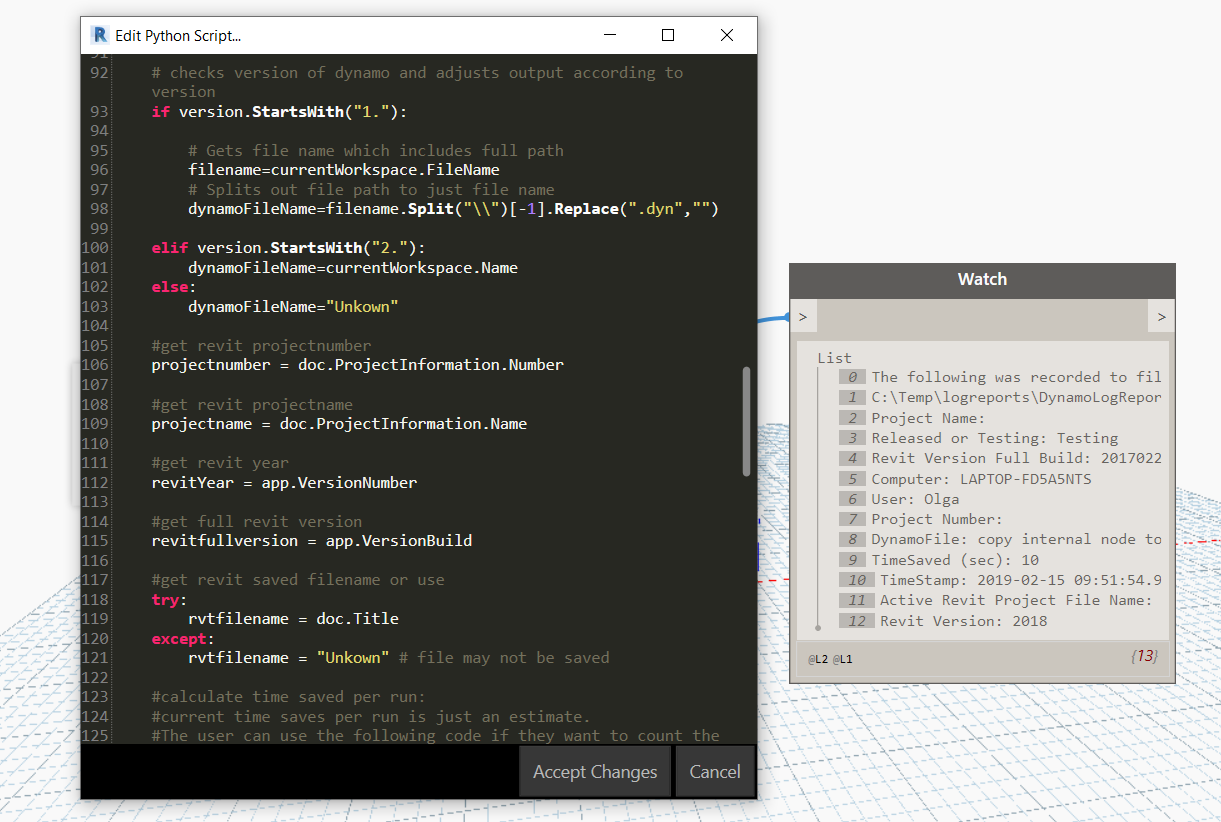 R Edit Python Script...
91
92 # checks version of dynamo and adjusts output according to
version
93 if version.StartsWith("1."):
94
95 # Gets file name which includes full path
96 filename=currentWorkspace.FileName
97 # Splits out file path to just file name
98 dynamoFileName=filename.Split("\\")[-1].Replace(".dyn","")
99
100 elif version.StartsWith("2."):
101 dynamoFileName=currentWorkspace.Name
102 else:
103 dynamoFileName="Unkown"
104
105 #get revit projectnumber
106 projectnumber = doc.ProjectInformation.Number
107
108 #get revit projectname
109 projectname = doc.ProjectInformation.Name
110
111 #get revit year
112 revitYear = app.VersionNumber
113
114 #get full revit version
115 revitfullversion = app.VersionBuild
116
117 #get revit saved filename or use
118 try:
119 rvtfilename = doc.Title
120 except:
121 rvtfilename = "Unkown" # file may not be saved
122
123 #calculate time saved per run:
124 #current time saves per run is just an estimate.
125 #The user can use the following code if they want to count the
Accept Changes
Cancel
Watch
> >
List
0 The following was recorded to fil
1 C:\Temp\logreports\DynamoLogRepor
2 Project Name:
3 Released or Testing: Testing
4 Revit Version Full Build: 2017022
5 Computer: LAPTOP-FD5A5NTS
6 User: Olga
7 Project Number:
8 DynamoFile: copy internal node to
9 TimeSaved (sec): 10
10 TimeStamp: 2019-02-15 09:51:54.9
11 Active Revit Project File Name:
12 Revit Version: 2018
@L2 @L1 {13}